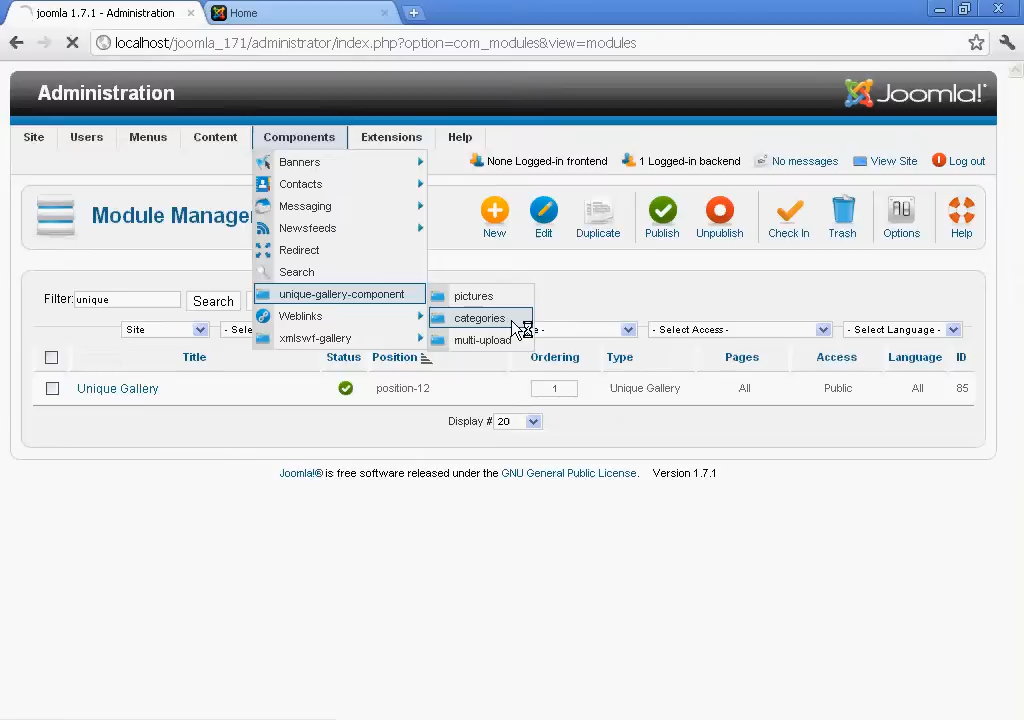 joomla 1.7.1 - Administration
Home
localhost/joomla_171/administrator/index.php?option=com_modules&view=modules
Administration
Joomla!®
Site Users Menus Content Components Extensions Help
None Logged-in frontend 1 Logged-in backend No messages View Site Log out
Banners
Contacts
Messaging
Newsfeeds
Redirect
Search
unique-gallery-component
Weblinks
xmlswf-gallery
pictures
categories
multi-upload
Module Manager
New Edit Duplicate Publish Unpublish Check In Trash Options Help
Filter: unique Search
Site - Sele - Select Access - - Select Language -
Title Status Position Ordering Type Pages Access Language ID
Unique Gallery position-12 1 Unique Gallery All Public All 85
Display # 20
Joomla!® is free software released under the GNU General Public License. Version 1.7.1